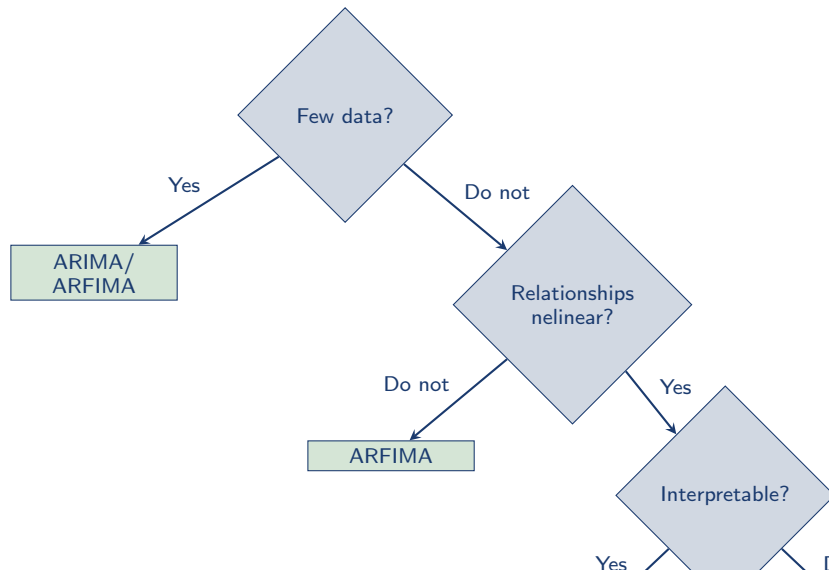 Few data?
Yes
Do not
ARIMA/
ARFIMA
Relationships
nelinear?
Do not
Yes
ARFIMA
Interpretable?
Yes